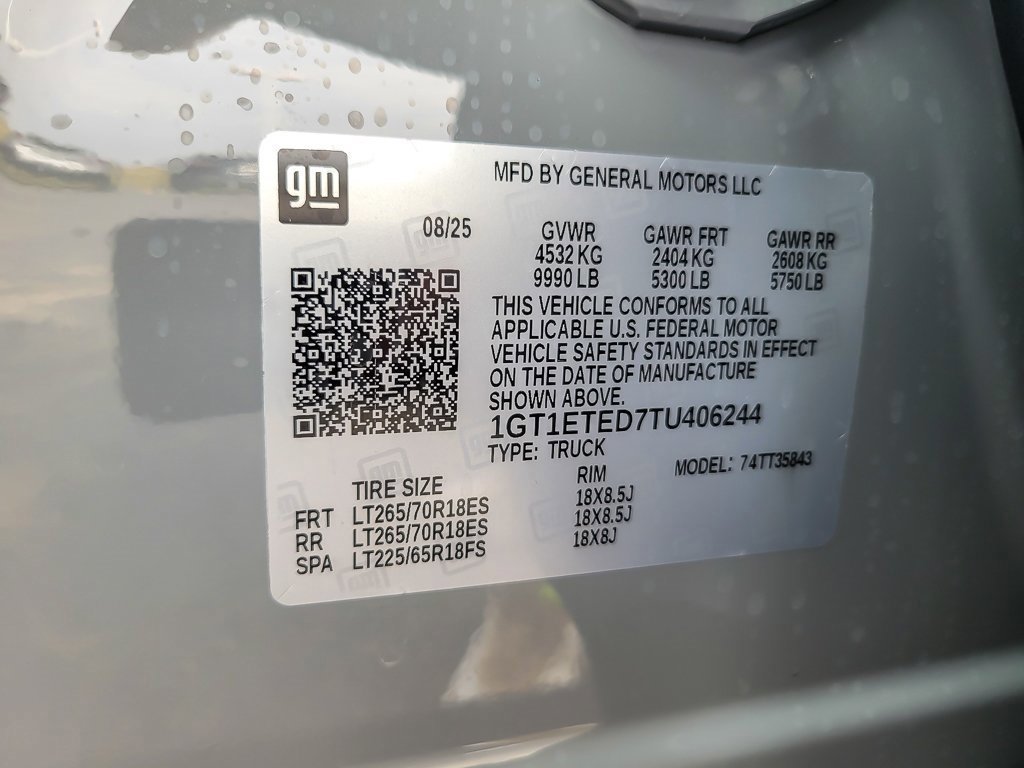 gm
MFD BY GENERAL MOTORS LLC
08/25
GVWR GAWR FRT GAWR RR
4532 KG 2404 KG 2608 KG
9990 LB 5300 LB 5750 LB
THIS VEHICLE CONFORMS TO ALL
APPLICABLE U.S. FEDERAL MOTOR
VEHICLE SAFETY STANDARDS IN EFFECT
ON THE DATE OF MANUFACTURE
SHOWN ABOVE.
1GT1ETED7TU406244
TYPE: TRUCK MODEL: 74TT35843
TIRE SIZE RIM
FRT LT265/70R18ES 18X8.5J
RR LT265/70R18ES 18X8.5J
SPA LT225/65R18FS 18X8J